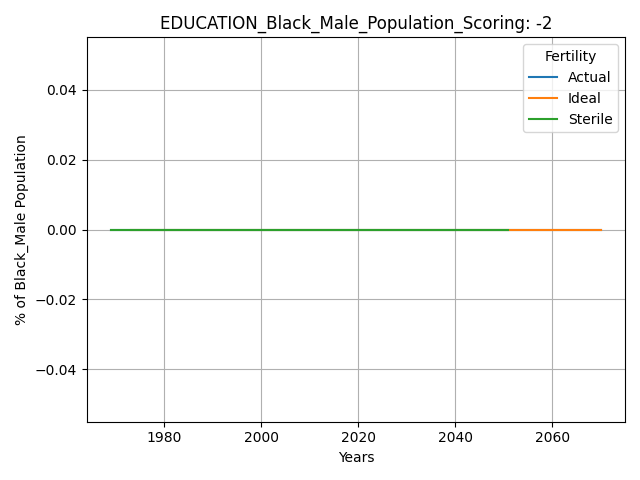 EDUCATION_Black_Male_Population_Scoring: -2
Fertility
Actual
Ideal
Sterile
% of Black_Male Population
0.04
0.02
0.00
−0.02
−0.04
1980 2000 2020 2040 2060
Years